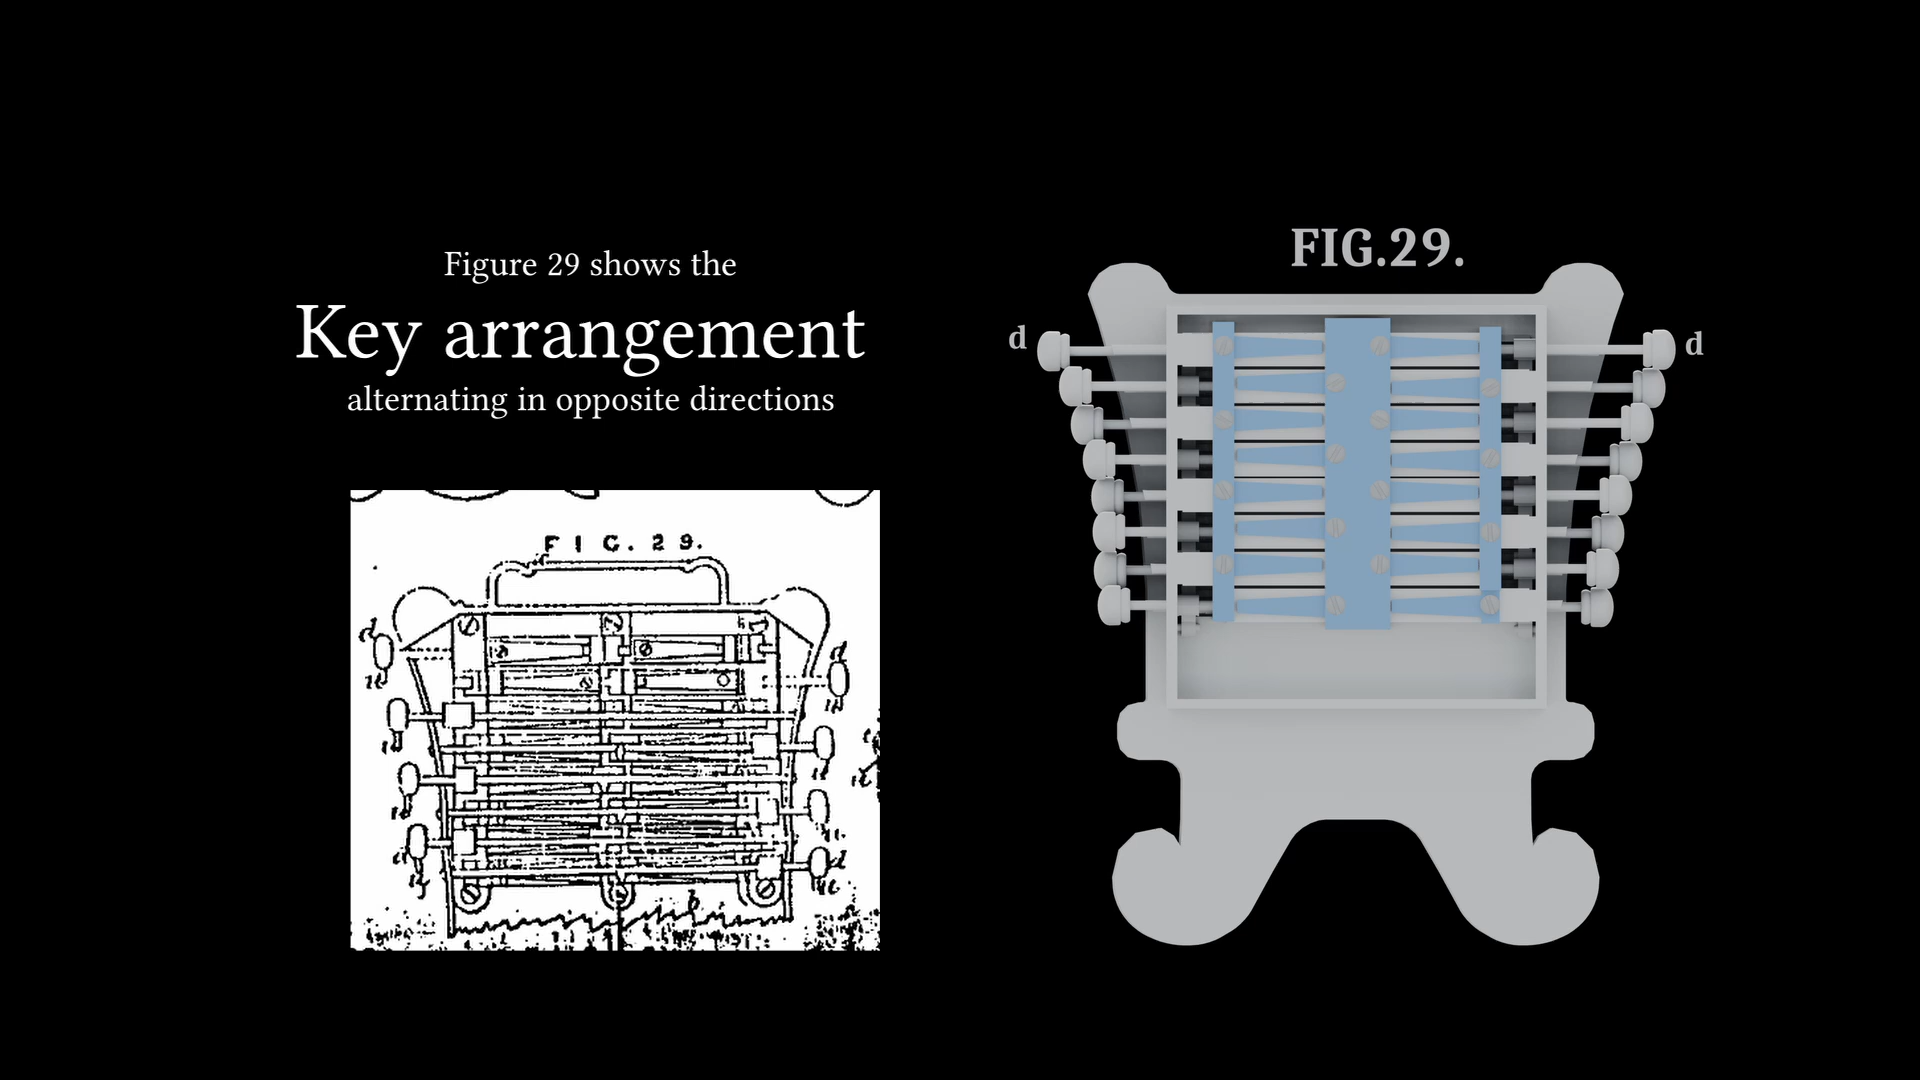 Figure 29 shows the
Key arrangement
alternating in opposite directions
FIG. 29.
d
d
d
b
FIG.29.
d
d